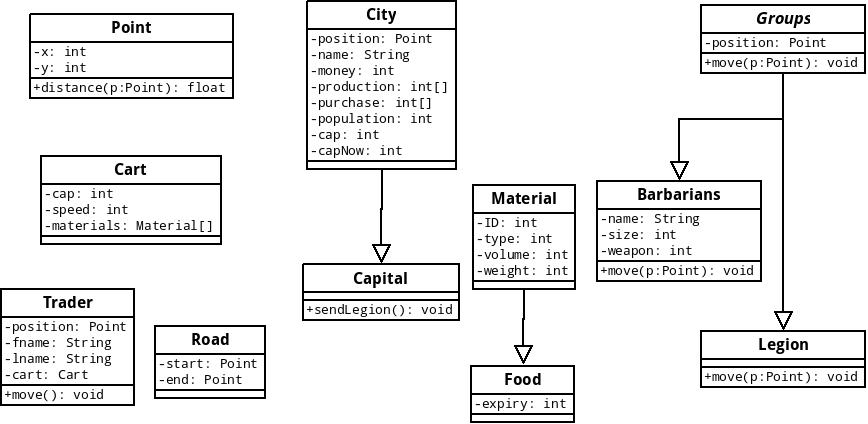 Point
-x: int
-y: int
+distance(p:Point): float
City
-position: Point
-name: String
-money: int
-production: int[]
-purchase: int[]
-population: int
-cap: int
-capNow: int
Groups
-position: Point
+move(p:Point): void
Cart
-cap: int
-speed: int
-materials: Material[]
Material
-ID: int
-type: int
-volume: int
-weight: int
Barbarians
-name: String
-size: int
-weapon: int
+move(p:Point): void
Capital
+sendLegion(): void
Trader
-position: Point
-fname: String
-lname: String
-cart: Cart
+move(): void
Road
-start: Point
-end: Point
Food
-expiry: int
Legion
+move(p:Point): void